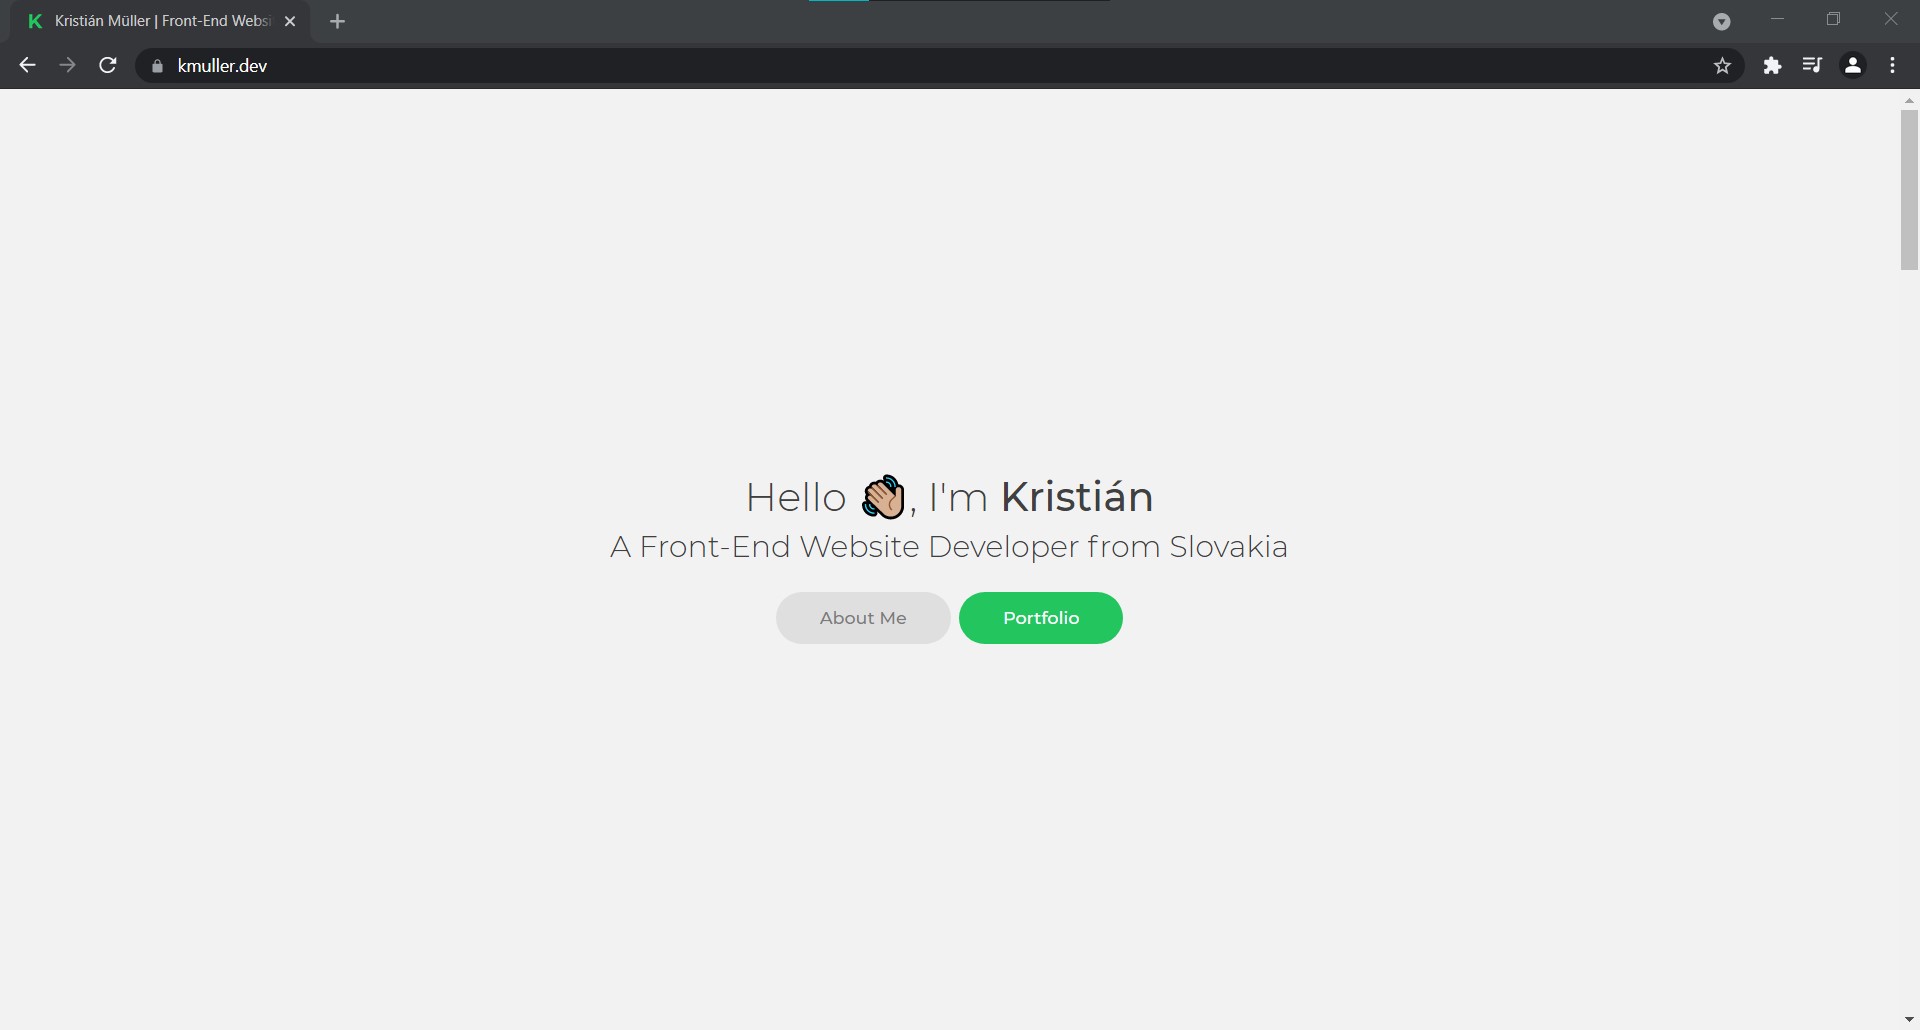 K Kristián Müller | Front-End Websi
kmuller.dev
Hello 👋🏼, I'm Kristián
A Front-End Website Developer from Slovakia
About Me
Portfolio